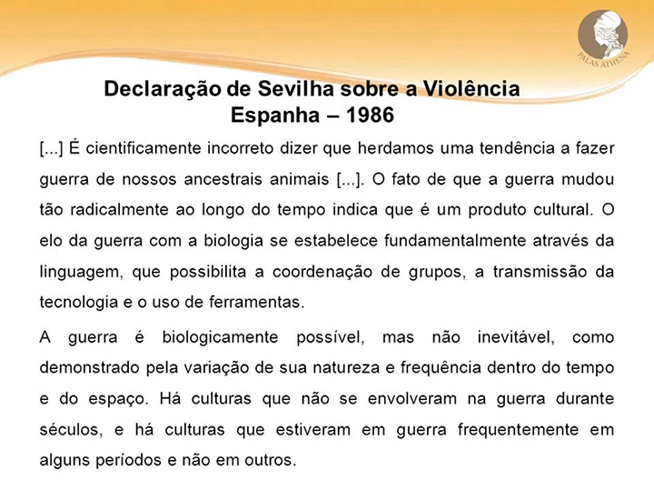 PALAS ATHENA
Declaração de Sevilha sobre a Violência
Espanha – 1986
[...] É cientificamente incorreto dizer que herdamos uma tendência a fazer
guerra de nossos ancestrais animais [...]. O fato de que a guerra mudou
tão radicalmente ao longo do tempo indica que é um produto cultural. O
elo da guerra com a biologia se estabelece fundamentalmente através da
linguagem, que possibilita a coordenação de grupos, a transmissão da
tecnologia e o uso de ferramentas.
A guerra é biologicamente possível, mas não inevitável, como
demonstrado pela variação de sua natureza e frequência dentro do tempo
e do espaço. Há culturas que não se envolveram na guerra durante
séculos, e há culturas que estiveram em guerra frequentemente em
alguns períodos e não em outros.